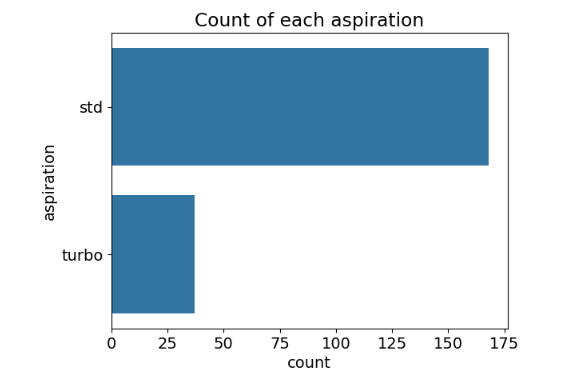 Count of each aspiration
aspiration
std
turbo
0 25 50 75 100 125 150 175
count